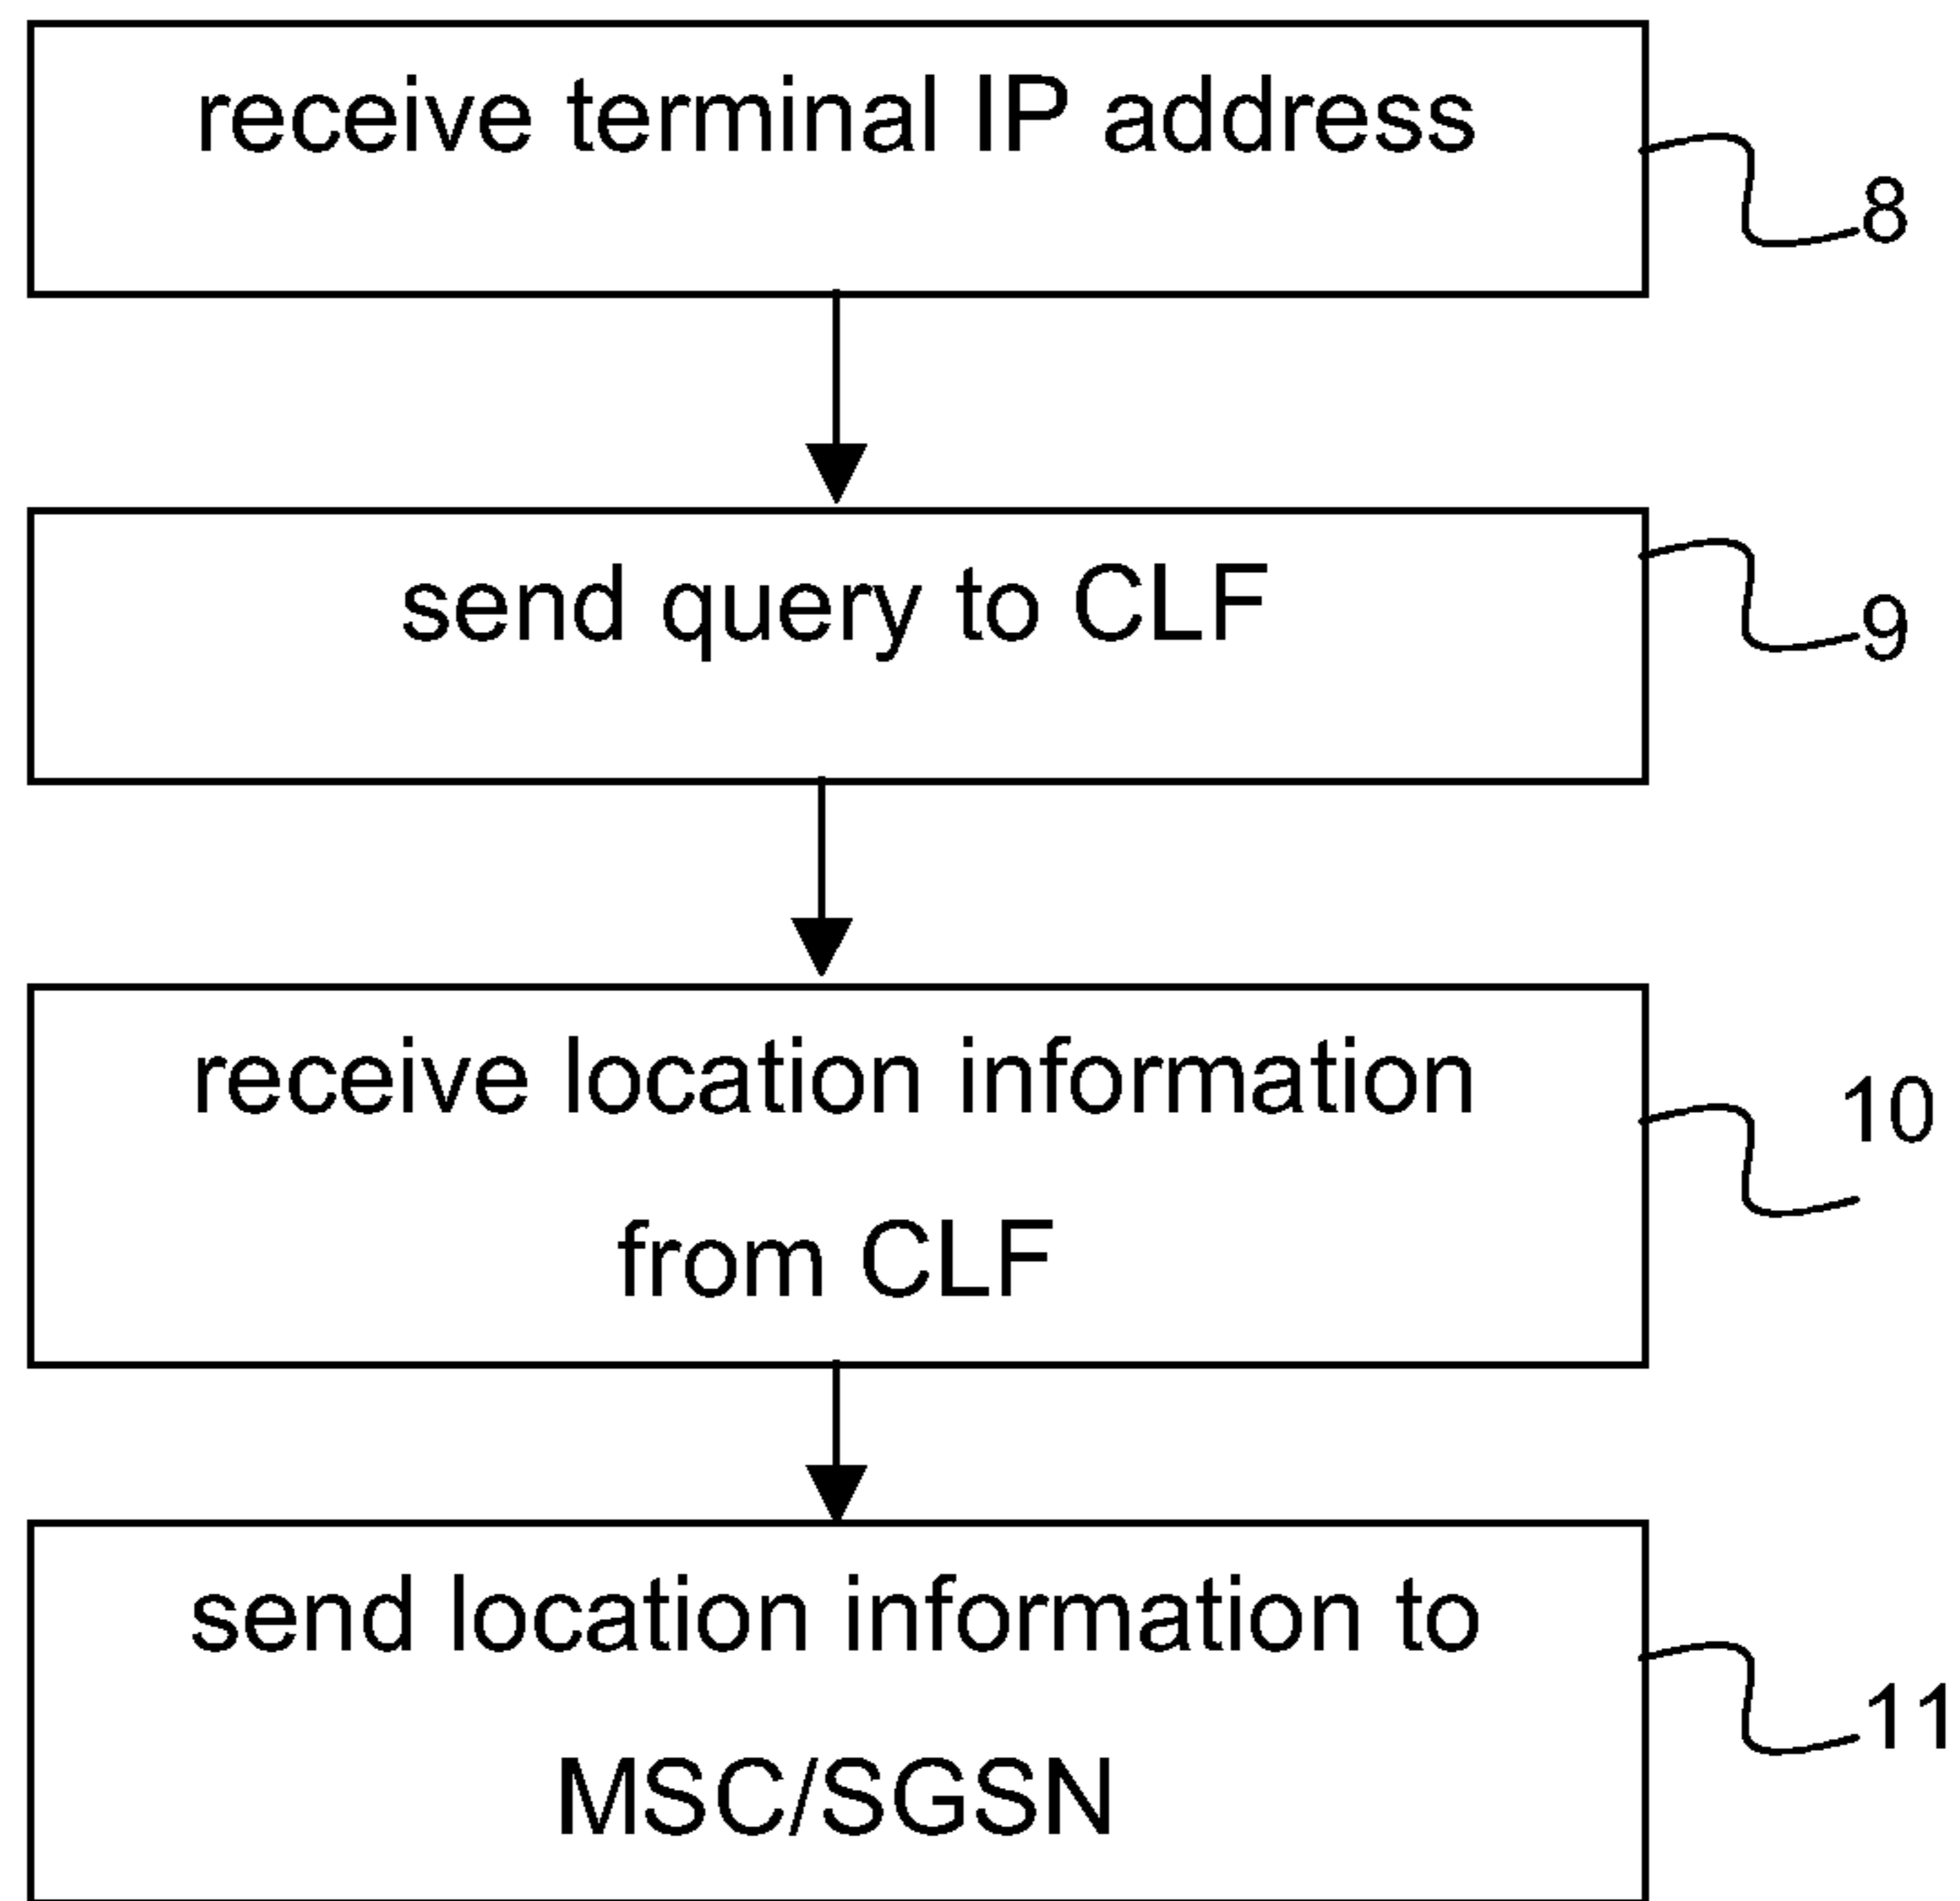 receive terminal IP address
8
send query to CLF
9
receive location information
from CLF
10
send location information to
MSC/SGSN
11